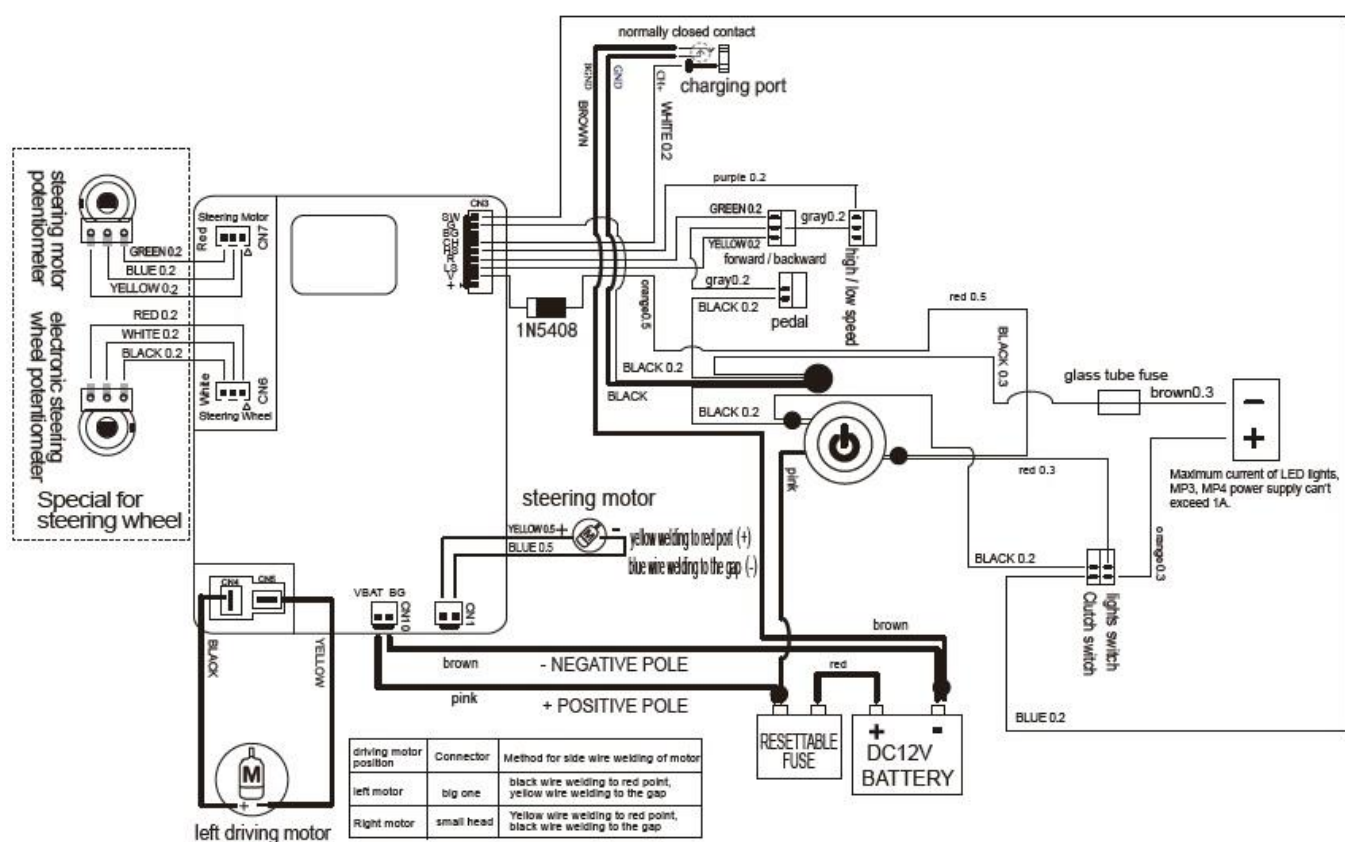 normally closed contact
BGND
GND
CH+
charging port
BROWN
WHITE 0.2
steering motor
potentiometer
Red
Steering Motor
CN7
GREEN 0.2
BLUE 0.2
YELLOW 0.2
electronic steering
wheel potentiometer
RED 0.2
WHITE 0.2
BLACK 0.2
White
CN6
Steering Wheel
Special for
steering wheel
CN3
SW
G
BG
CH
HS
R
LS
V
+
1N5408
purple 0.2
GREEN 0.2
gray0.2
YELLOW 0.2
forward / backward
high / low speed
gray0.2
BLACK 0.2
pedal
orange0.5
red 0.5
BLACK 0.2
BLACK
BLACK 0.3
glass tube fuse
brown0.3
−
+
BLACK 0.2
pink
red 0.3
Maximum current of LED lights,
MP3, MP4 power supply can't
exceed 1A.
orange0.3
BLACK 0.2
lights switch
Clutch switch
BLUE 0.2
steering motor
YELLOW 0.5
+
M
-
BLUE 0.5
yellow welding to red port (+)
blue wire welding to the gap (-)
CN4
CN5
VBAT BG
CN10
CN1
BLACK
YELLOW
brown
- NEGATIVE POLE
brown
pink
+ POSITIVE POLE
red
RESETTABLE
FUSE
+
-
DC12V
BATTERY
M
+
-
left driving motor
driving motor
position
Connector
Method for side wire welding of motor
left motor
big one
black wire welding to red point,
yellow wire welding to the gap
Right motor
small head
Yellow wire welding to red point,
black wire welding to the gap